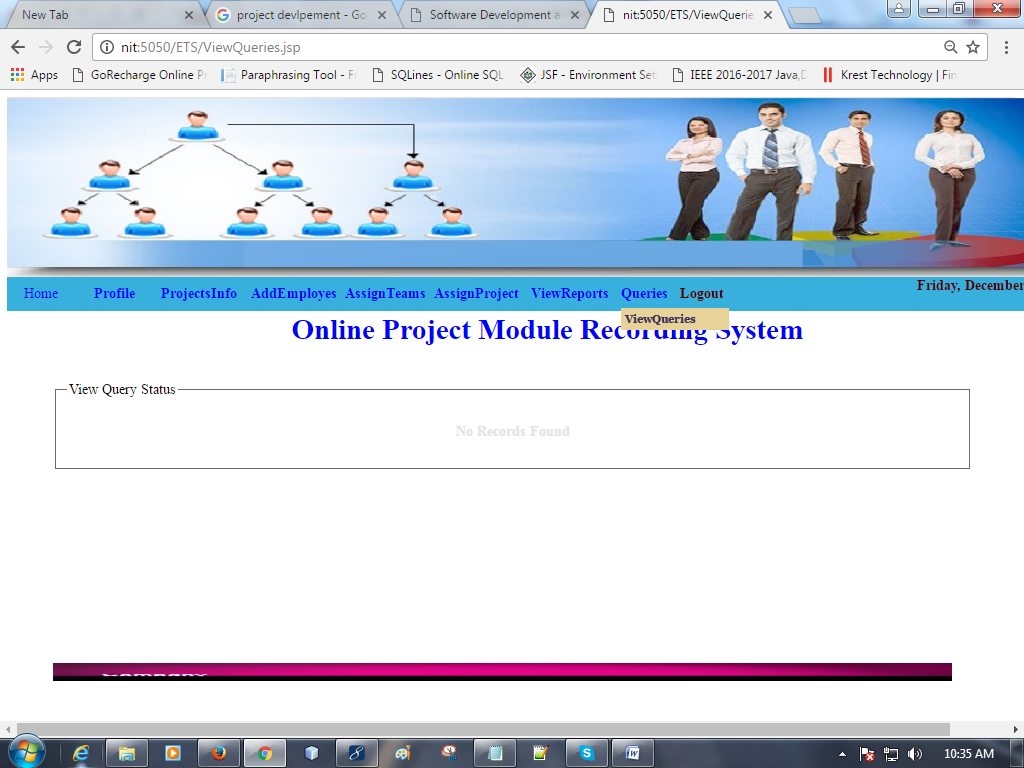 New Tab
project devlpement - Go
Software Development a
nit:5050/ETS/ViewQuerie
nit:5050/ETS/ViewQueries.jsp
Apps
GoRecharge Online P
Paraphrasing Tool - F
SQLines - Online SQL
JSF - Environment Set
IEEE 2016-2017 Java,D
Krest Technology | Fin
Home Profile ProjectsInfo AddEmployes AssignTeams AssignProject ViewReports Queries Logout
Friday, December
ViewQueries
Online Project Module Recording System
View Query Status
No Records Found
10:35 AM